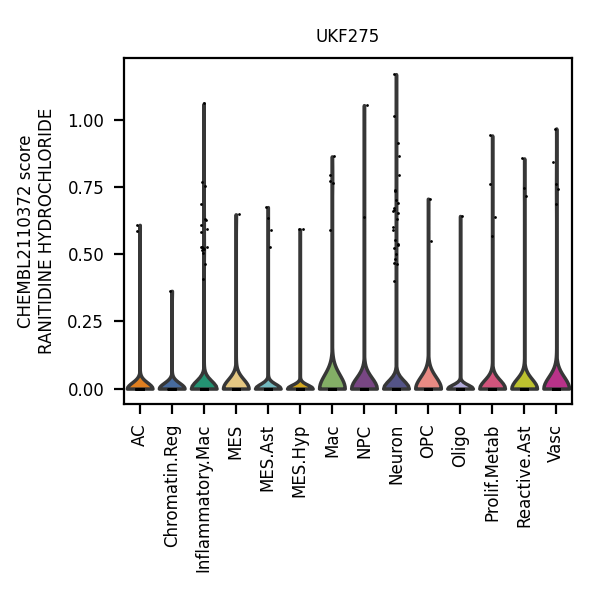 UKF275
CHEMBL2110372 score
RANITIDINE HYDROCHLORIDE
1.00
0.75
0.50
0.25
0.00
AC
Chromatin.Reg
Inflammatory.Mac
MES
MES.Ast
MES.Hyp
Mac
NPC
Neuron
OPC
Oligo
Prolif.Metab
Reactive.Ast
Vasc